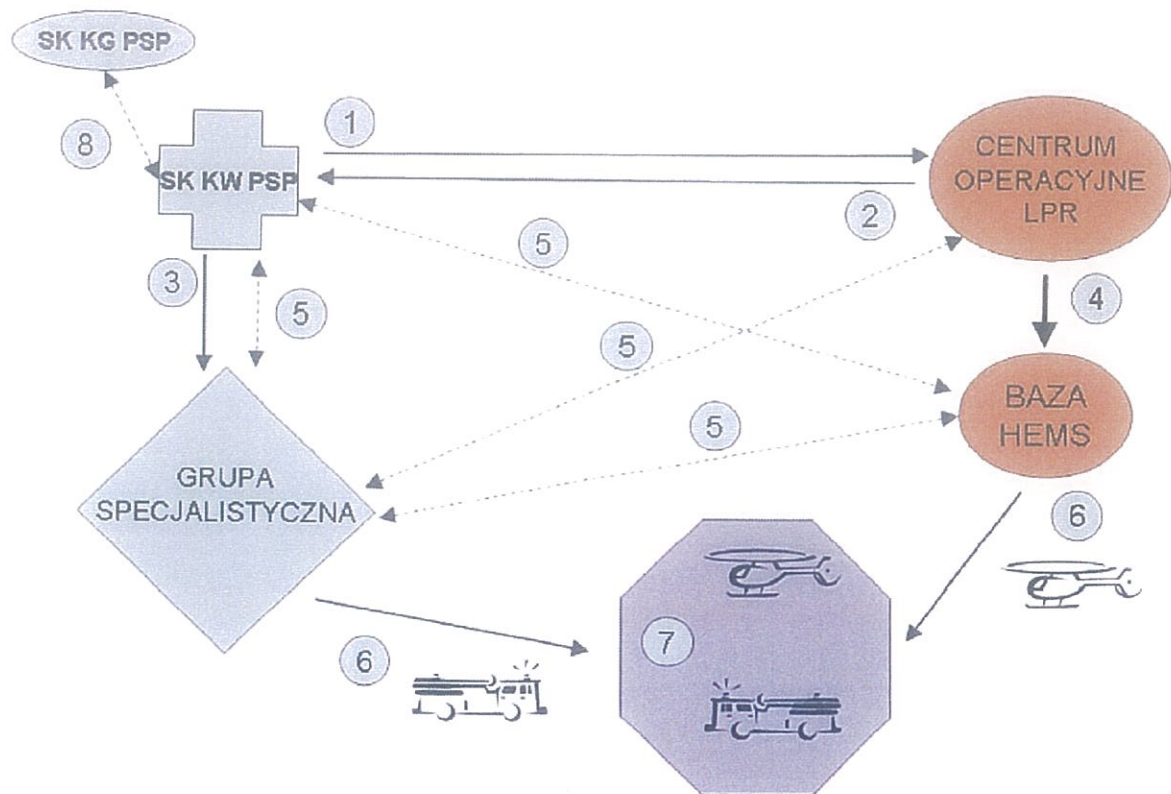 SK KG PSP
8
1
SK KW PSP
CENTRUM
OPERACYJNE
LPR
2
3
5
5
4
5
BAZA
HEMS
5
GRUPA
SPECJALISTYCZNA
6
6
7